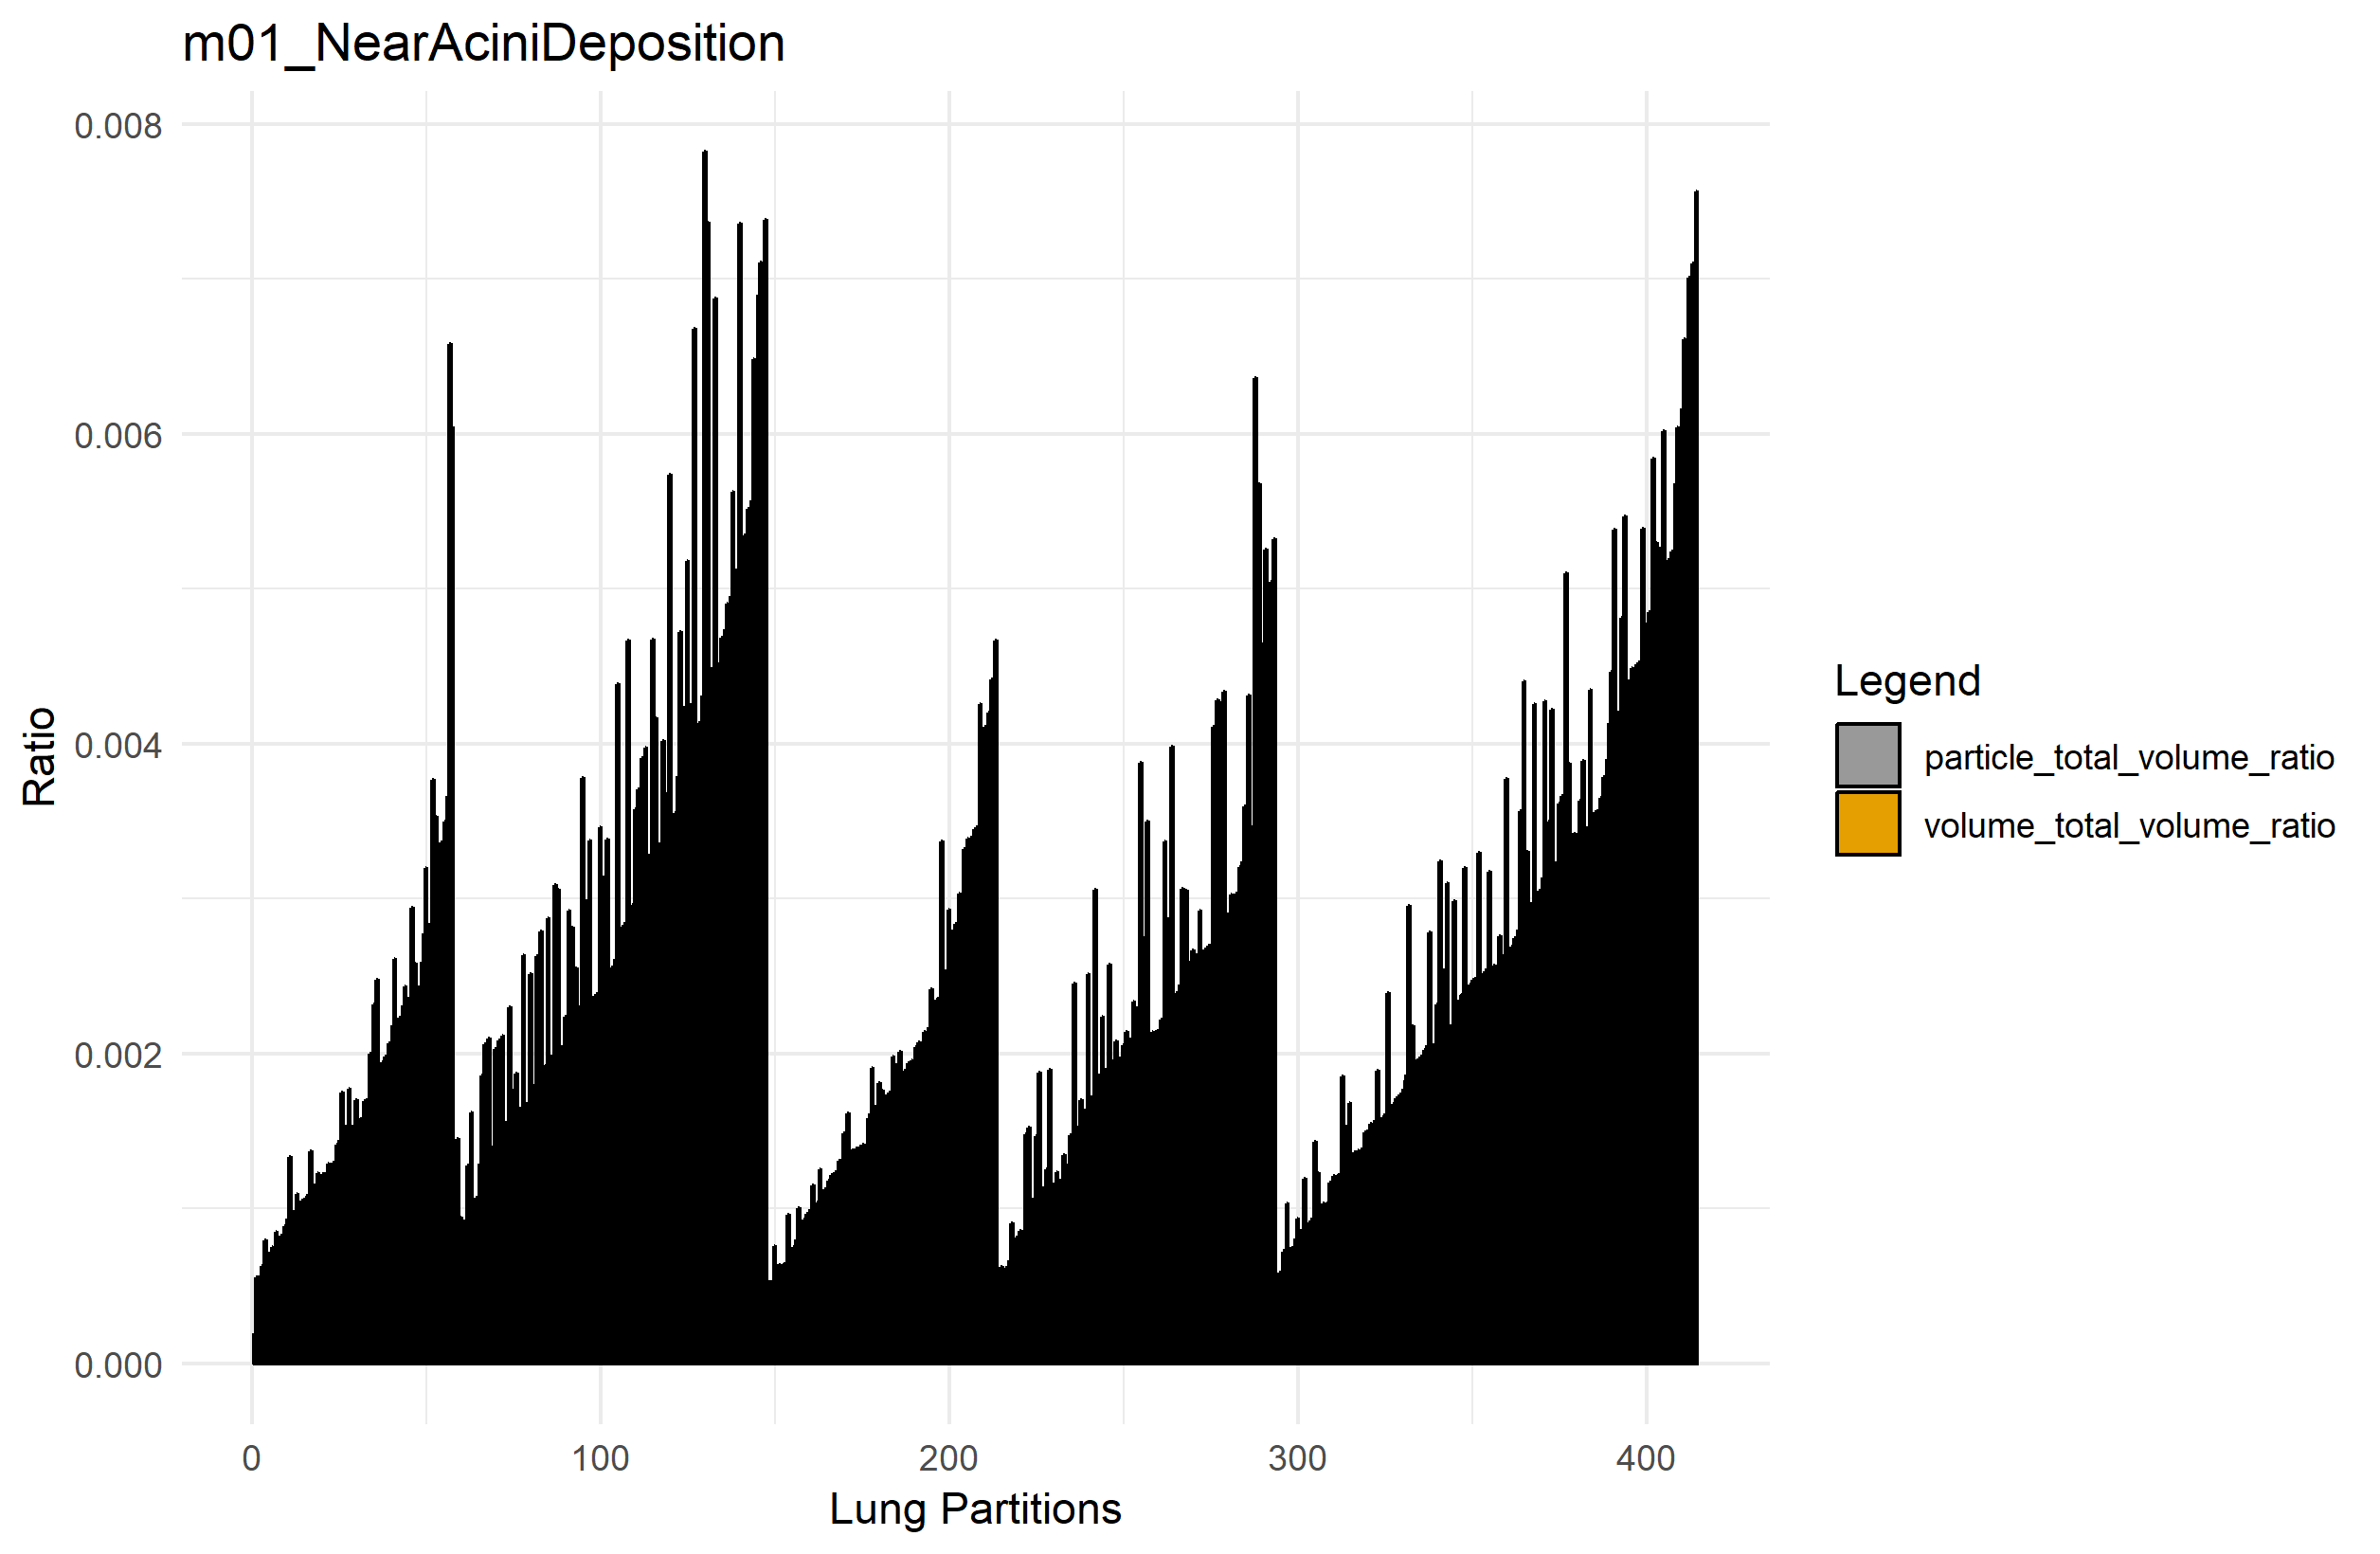 m01_NearAciniDeposition
0.008
0.006
0.004
0.002
0.000
Ratio
0 100 200 300 400
Lung Partitions
Legend
particle_total_volume_ratio
volume_total_volume_ratio